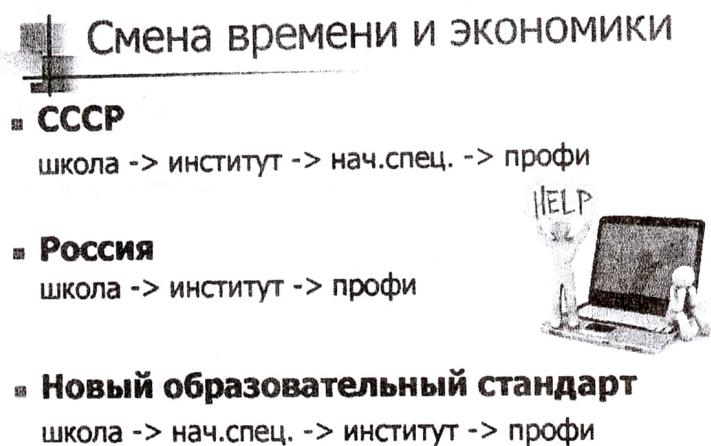 Смена времени и экономики
СССР
школа -> институт -> нач.спец. -> профи
HELP
Россия
школа -> институт -> профи
Новый образовательный стандарт
школа -> нач.спец. -> институт -> профи